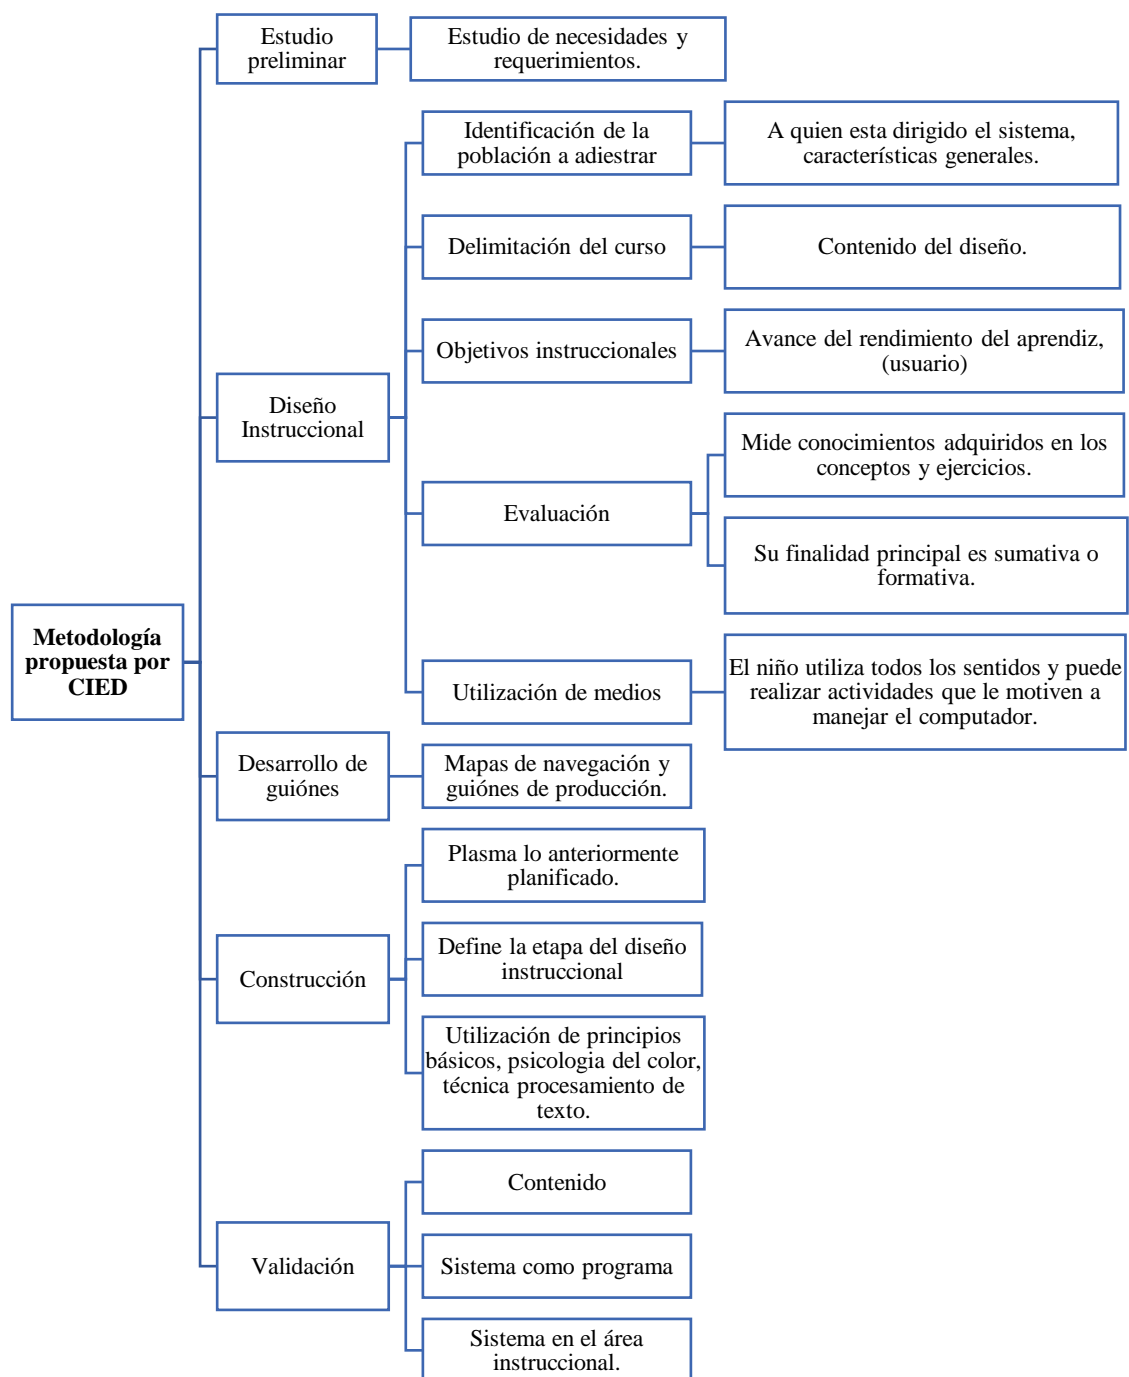 Estudio
preliminar
Estudio de necesidades y
requerimientos.
Identificación de la
población a adiestrar
A quien esta dirigido el sistema,
característícas generales.
Delimitación del curso
Contenido del diseño.
Objetivos instruccionales
Avance del rendimiento del aprendiz,
(usuario)
Diseño
Instruccional
Mide conocimientos adquiridos en los
conceptos y ejercicios.
Evaluación
Su finalidad principal es sumativa o
formativa.
Metodología
propuesta por
CIED
Utilización de medios
El niño utiliza todos los sentidos y puede
realizar actividades que le motiven a
manejar el computador.
Desarrollo de
guiónes
Mapas de navegación y
guiónes de producción.
Plasma lo anteriormente
planificado.
Construcción
Define la etapa del diseño
instruccional
Utilización de principios
básicos, psicologia del color,
técnica procesamiento de
texto.
Contenido
Validación
Sistema como programa
Sistema en el área
instruccional.